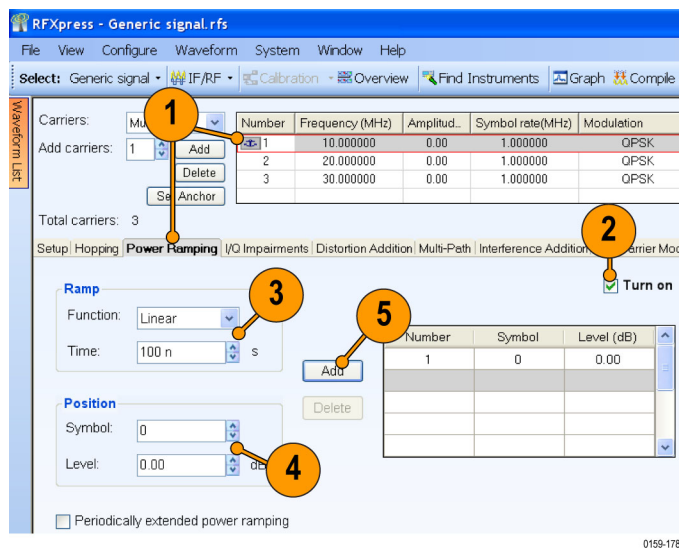 RFXpress - Generic signal.rfs
File View Configure Waveform System Window Help
Select: Generic signal IF/RF Calibration Overview Find Instruments Graph Compile
Waveform List
Carriers:
Add carriers: 1 Add
Delete
Anchor
Total carriers: 3
1
Number Frequency (MHz) Amplitud... Symbol rate(MHz) Modulation
1 10.000000 0.00 1.000000 QPSK
2 20.000000 0.00 1.000000 QPSK
3 30.000000 0.00 1.000000 QPSK
Setup Hopping Power Ramping I/Q Impairments Distortion Addition Multi-Path Interference Addition
2
Turn on
Ramp
Function: Linear
Time: 100 n s
3
Position
Symbol: 0
Level: 0.00
4
5
Add
Delete
Number Symbol Level (dB)
1 0 0.00
Periodically extended power ramping
0159-178